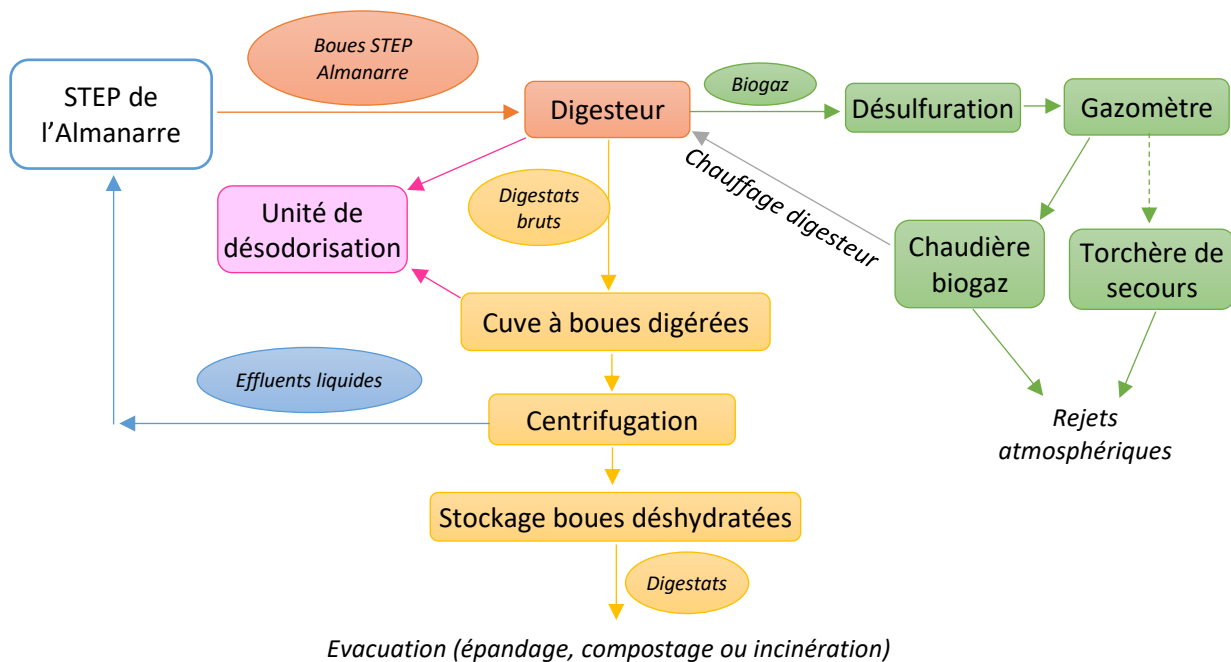 Boues STEP
Almanarre
STEP de
l’Almanarre
Digesteur
Biogaz
Désulfuration
Gazomètre
Chauffage digesteur
Unité de
désodorisation
Digestats
bruts
Chaudière
biogaz
Torchère de
secours
Cuve à boues digérées
Effluents liquides
Centrifugation
Rejets
atmosphériques
Stockage boues déshydratées
Digestats
Evacuation (épandage, compostage ou incinération)